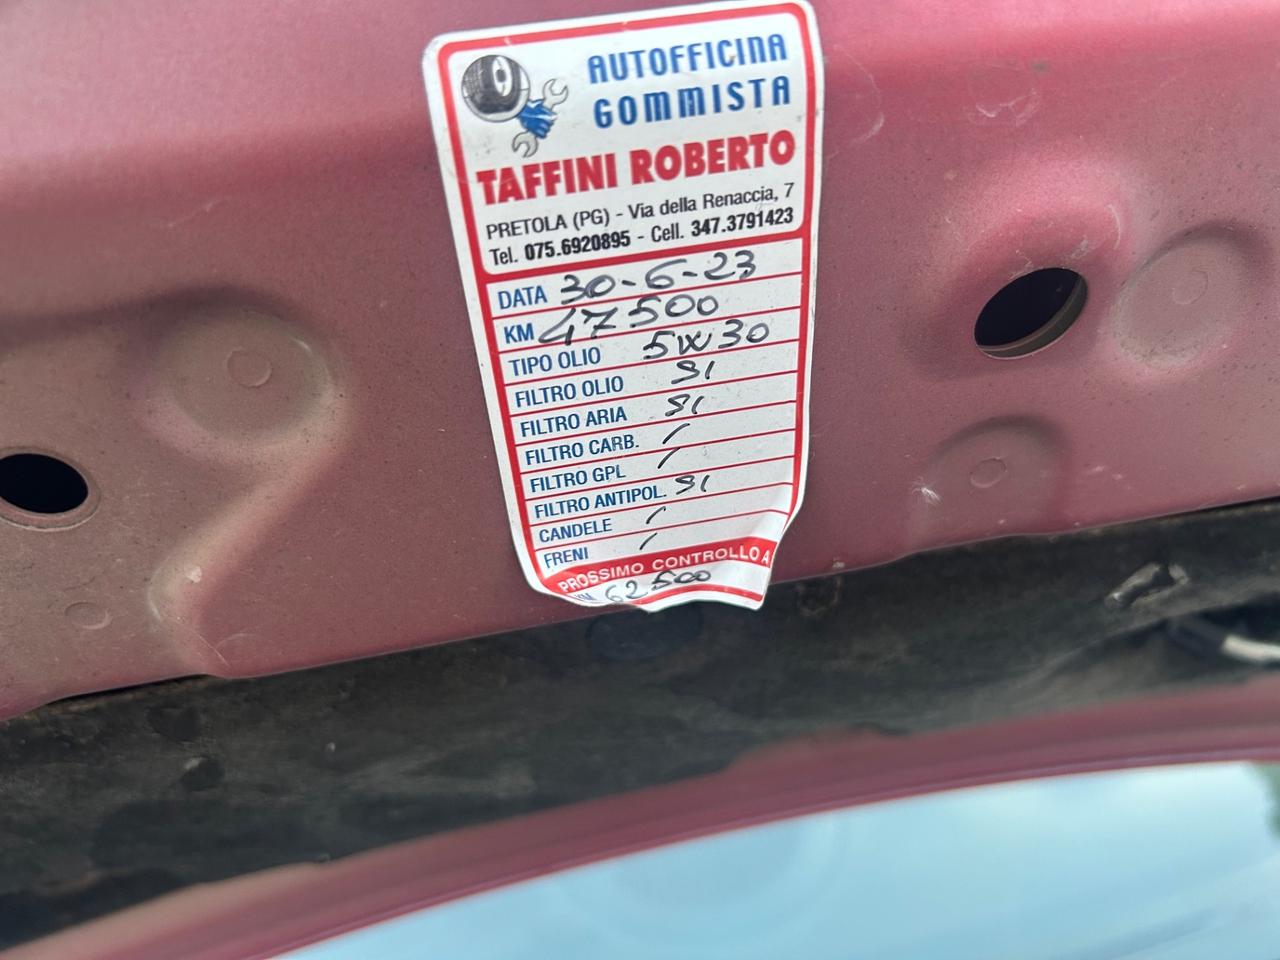 AUTOFFICINA
GOMMISTA
TAFFINI ROBERTO
PRETOLA (PG) - Via della Renaccia, 7
Tel. 075.6920895 - Cell. 347.3791423
DATA 30-6-23
KM 47500
TIPO OLIO 5W30
FILTRO OLIO SI
FILTRO ARIA SI
FILTRO CARB. /
FILTRO GPL /
FILTRO ANTIPOL. SI
CANDELE /
FRENI /
PROSSIMO CONTROLLO A
KM 62500